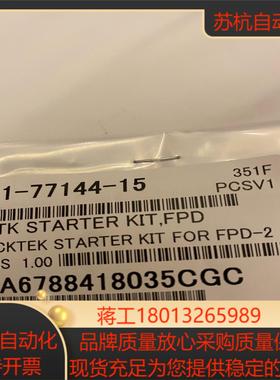 苏杭自动
1-77144-15
351F
PCSV1
TK STARTER KIT,FPD
CKTEK STARTER KIT FOR FPD-2
S 1.00
A6788418035CGC
自动化
蒋工18013265989
开票
品牌质量放心采购质量
现货充足为您提供稳定的